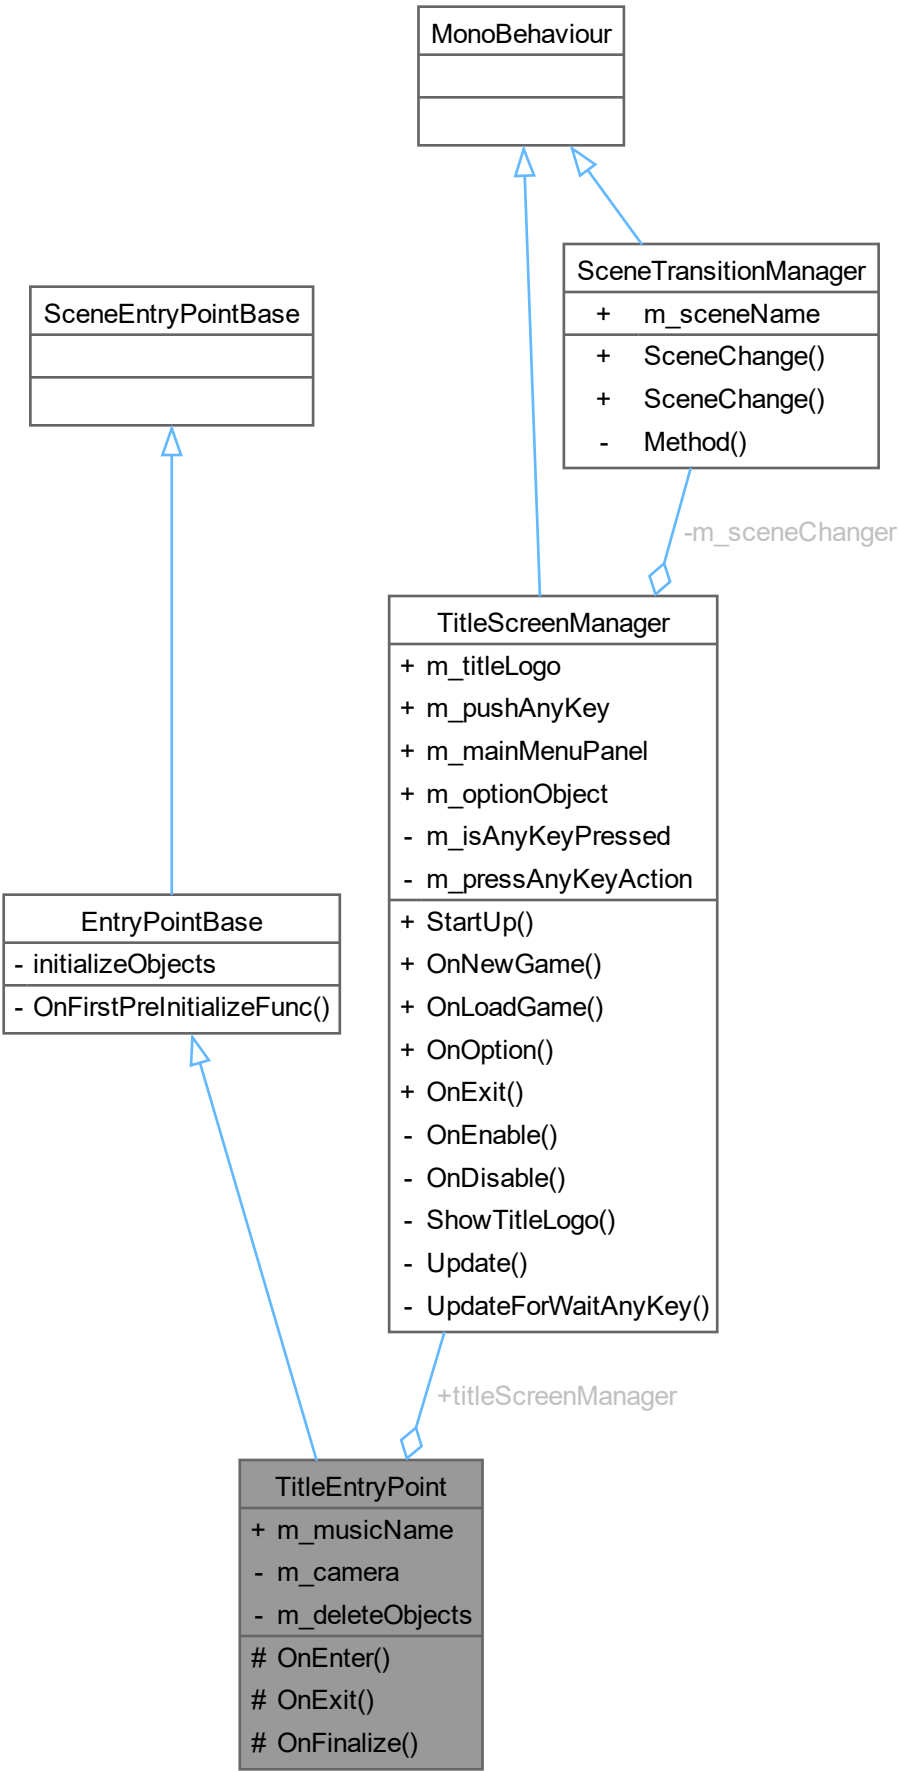 MonoBehaviour
SceneTransitionManager
+ m_sceneName
+ SceneChange()
+ SceneChange()
- Method()
SceneEntryPointBase
-m_sceneChanger
TitleScreenManager
+ m_titleLogo
+ m_pushAnyKey
+ m_mainMenuPanel
+ m_optionObject
- m_isAnyKeyPressed
- m_pressAnyKeyAction
+ StartUp()
+ OnNewGame()
+ OnLoadGame()
+ OnOption()
+ OnExit()
- OnEnable()
- OnDisable()
- ShowTitleLogo()
- Update()
- UpdateForWaitAnyKey()
EntryPointBase
- initializeObjects
- OnFirstPreInitializeFunc()
+titleScreenManager
TitleEntryPoint
+ m_musicName
- m_camera
- m_deleteObjects
# OnEnter()
# OnExit()
# OnFinalize()